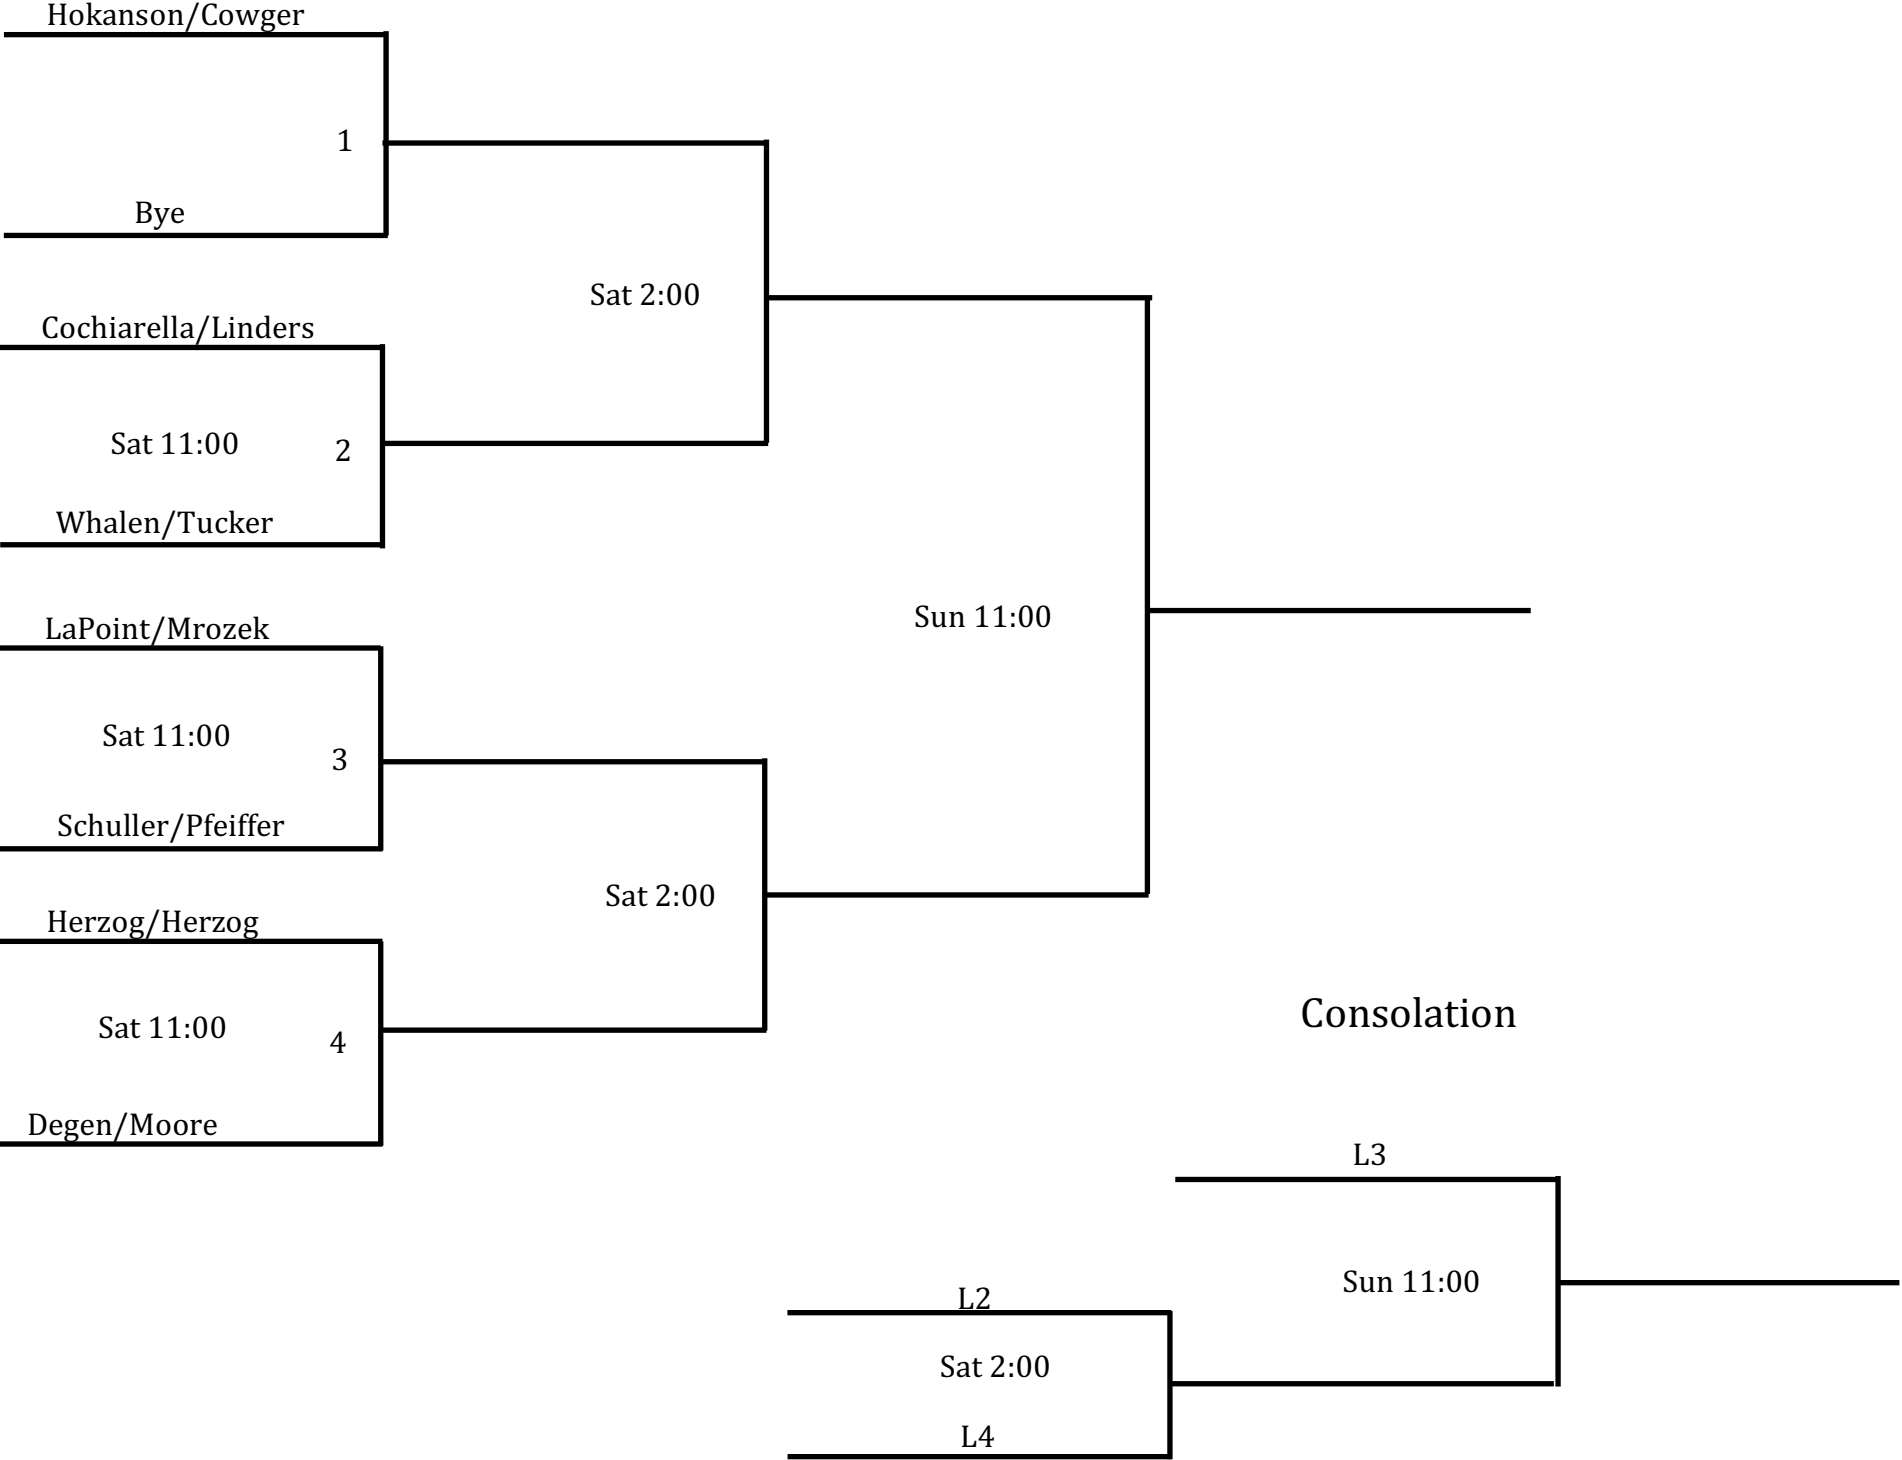 Hokanson/Cowger
1
Bye
Sat 2:00
Cochiarella/Linders
Sat 11:00
2
Whalen/Tucker
Sun 11:00
LaPoint/Mrozek
Sat 11:00
3
Schuller/Pfeiffer
Sat 2:00
Herzog/Herzog
Sat 11:00
4
Degen/Moore
Consolation
L3
Sun 11:00
L2
Sat 2:00
L4